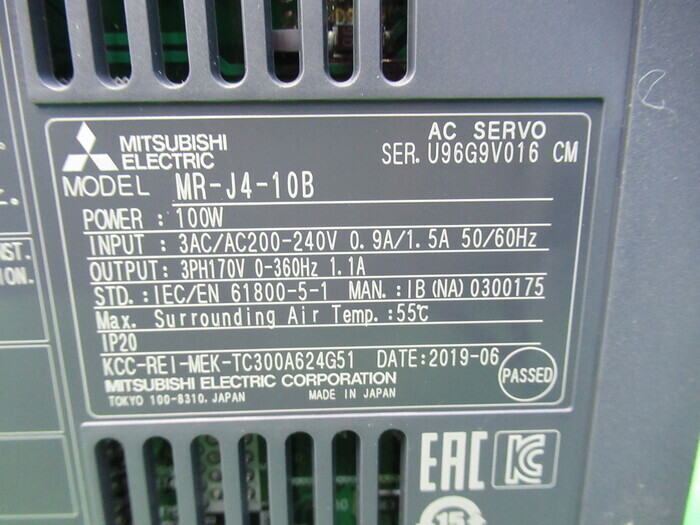 AC SERVO
MITSUBISHI
ELECTRIC
SER. U96G9V016 CM
MODEL MR-J4-10B
POWER : 100W
INPUT : 3AC/AC200-240V 0.9A/1.5A 50/60Hz
OUTPUT: 3PH170V 0-360Hz 1.1A
STD.: IEC/EN 61800-5-1 MAN.: IB(NA)0300175
Max. Surrounding Air Temp.:55℃
IP20
KCC-REI-MEK-TC300A624G51 DATE:2019-06
PASSED
MITSUBISHI ELECTRIC CORPORATION
TOKYO 100-8310, JAPAN MADE IN JAPAN
EAC
15